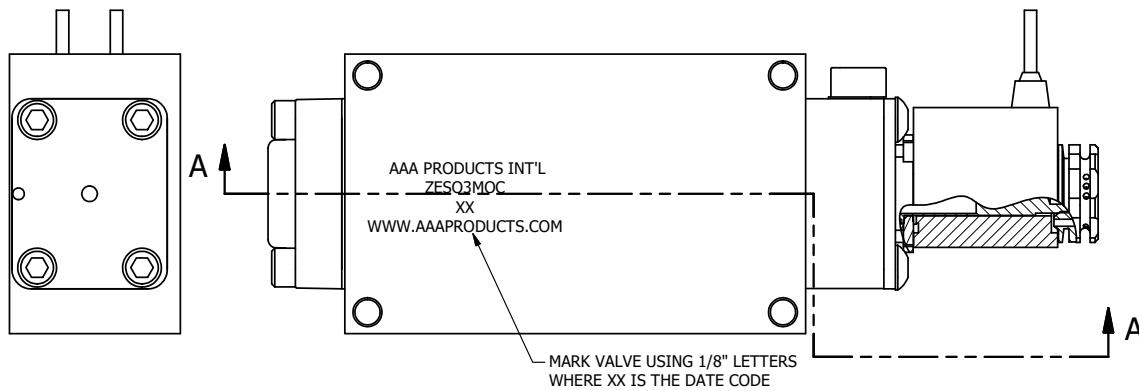 A
AAA PRODUCTS INT'L
ZESQ3MOC
XX
WWW.AAAPRODUCTS.COM
A
MARK VALVE USING 1/8" LETTERS
WHERE XX IS THE DATE CODE